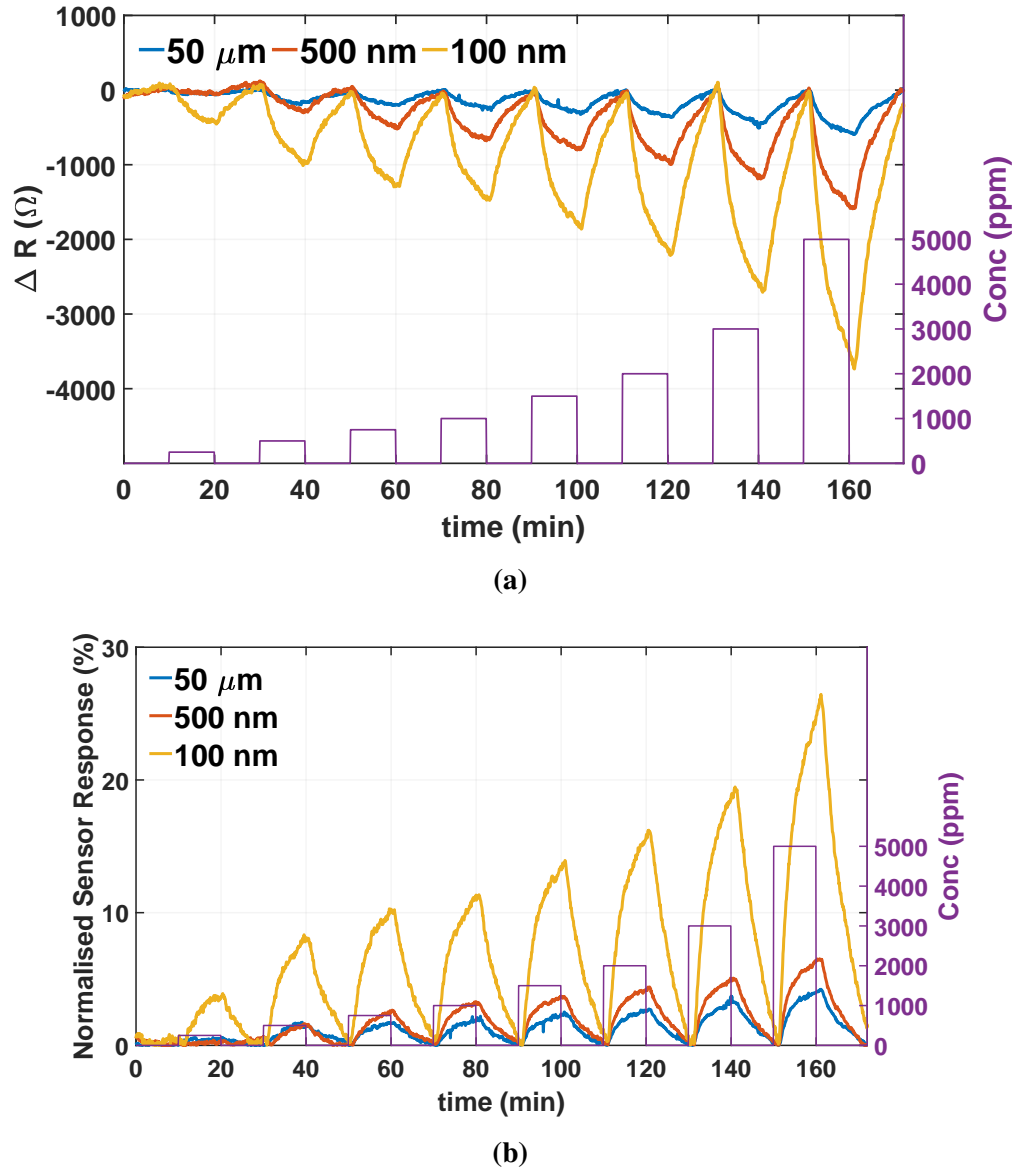 1000
0
-1000
-2000
-3000
-4000
Δ R (Ω)
50 μm 500 nm 100 nm
5000
4000
3000
2000
1000
0
Conc (ppm)
0 20 40 60 80 100 120 140 160
time (min)
(a)
30
20
10
0
Normalised Sensor Response (%)
50 μm
500 nm
100 nm
5000
4000
3000
2000
1000
0
Conc (ppm)
0 20 40 60 80 100 120 140 160
time (min)
(b)